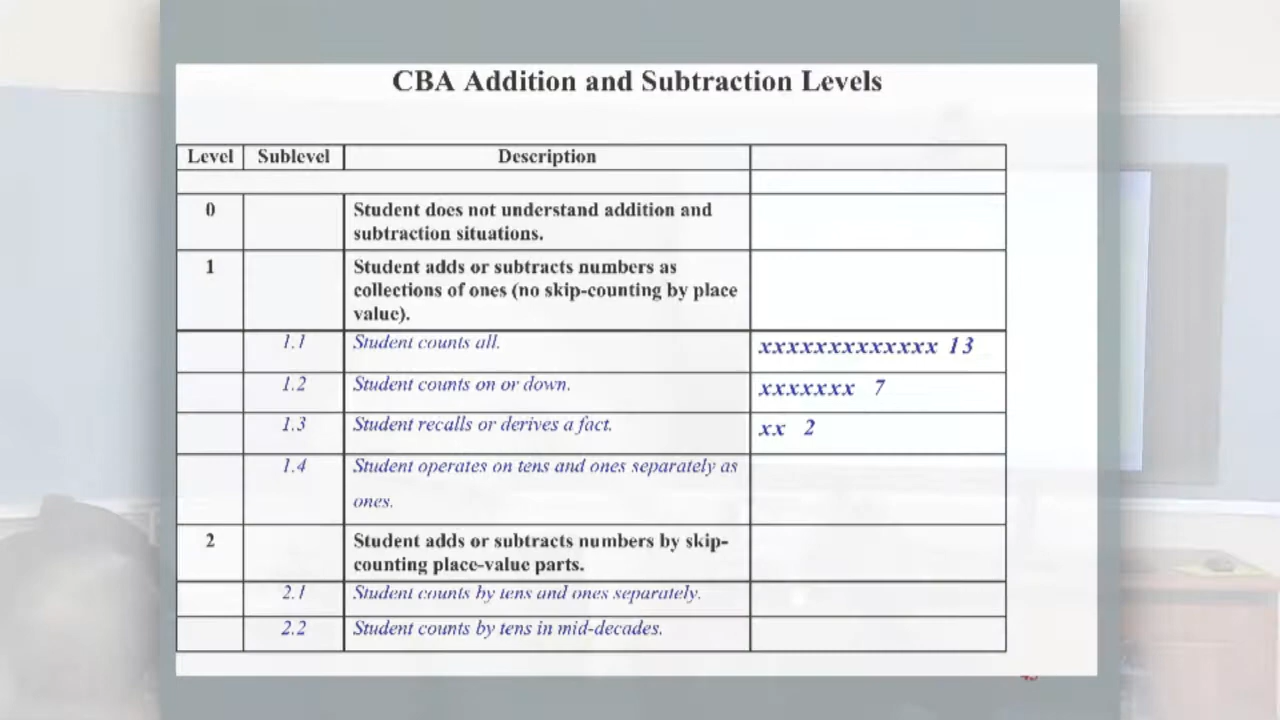 CBA Addition and Subtraction Levels
Level Sublevel Description
0 Student does not understand addition and
subtraction situations.
1 Student adds or subtracts numbers as
collections of ones (no skip-counting by place
value).
1.1 Student counts all. xxxxxxxxxxxxx 13
1.2 Student counts on or down. xxxxxxx 7
1.3 Student recalls or derives a fact. xx 2
1.4 Student operates on tens and ones separately as
ones.
2 Student adds or subtracts numbers by skip-
counting place-value parts.
2.1 Student counts by tens and ones separately.
2.2 Student counts by tens in mid-decades.